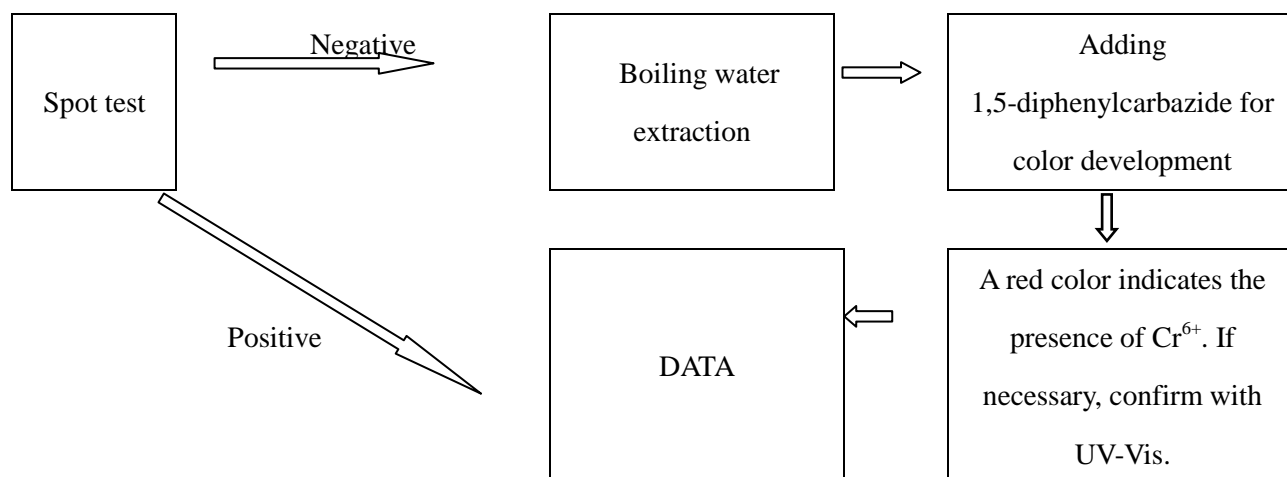 Spot test
Negative
Boiling water
extraction
Adding
1,5-diphenylcarbazide for
color development
A red color indicates the
presence of Cr⁶⁺. If
necessary, confirm with
UV-Vis.
Positive
DATA